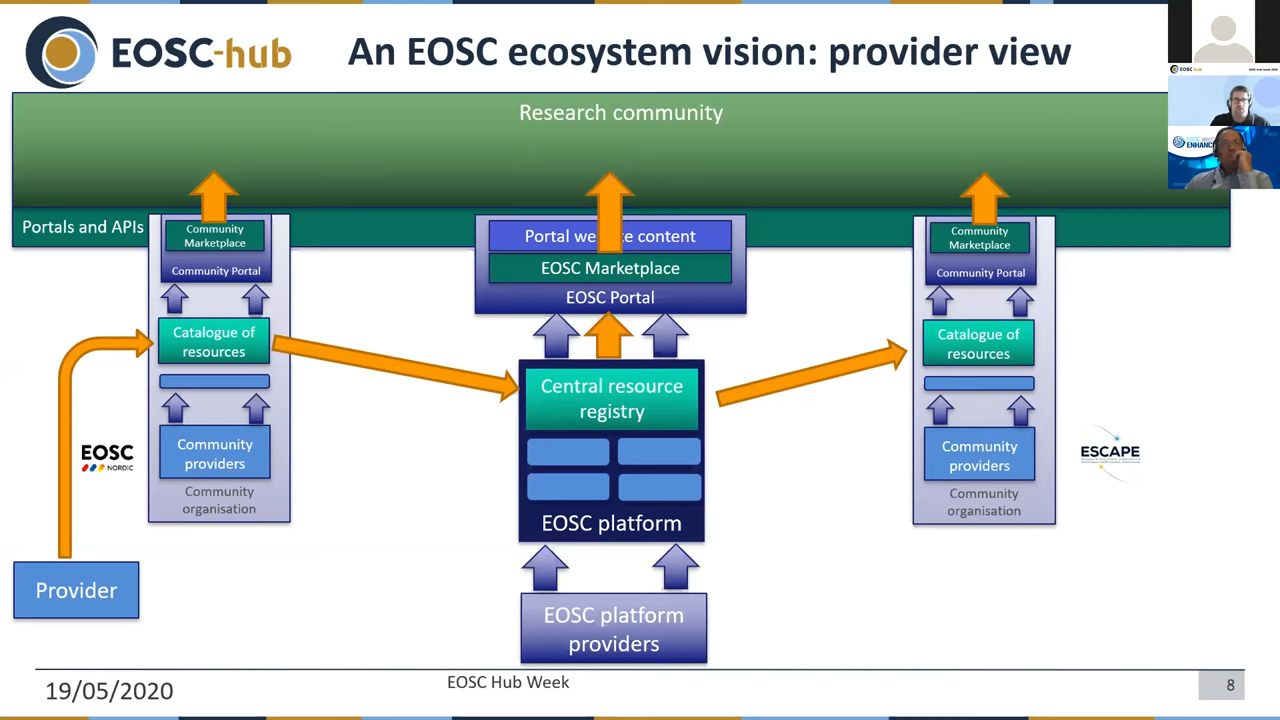 EOSC-hub
An EOSC ecosystem vision: provider view
Research community
Portals and APIs
Community
Marketplace
Community Portal
Catalogue of
resources
Community
providers
Community
organisation
EOSC
NORDIC
Provider
content
EOSC Marketplace
EOSC Portal
Central resource
registry
EOSC platform
EOSC platform
providers
Community
Marketplace
Community Portal
Catalogue of
resources
Community
providers
Community
organisation
ESCAPE
ENHANC
19/05/2020
EOSC Hub Week
8